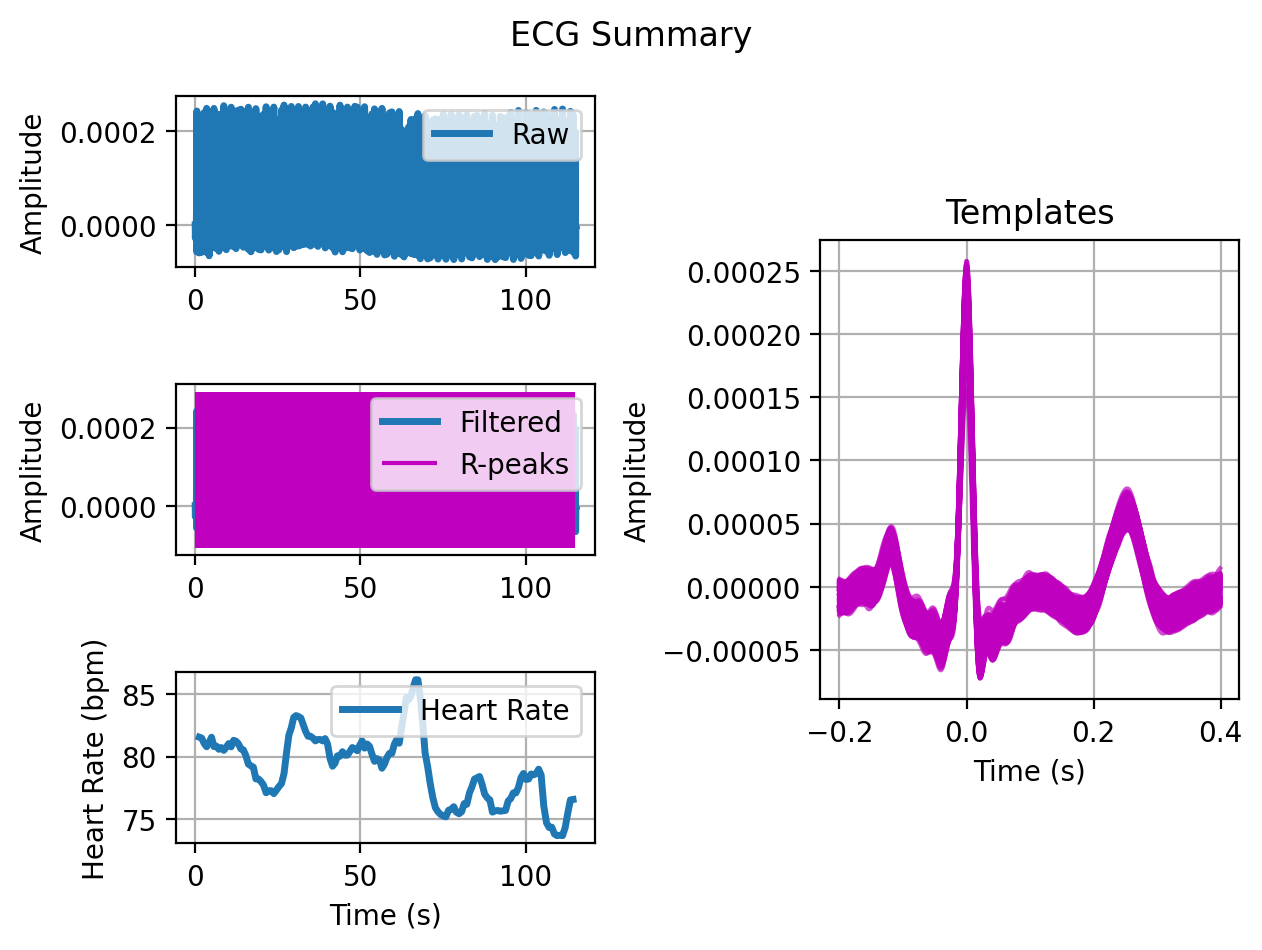 ECG Summary
Amplitude
0.0002
0.0000
Raw
0
50
100
Amplitude
0.0002
0.0000
Filtered
R-peaks
0
50
100
Heart Rate (bpm)
85
80
75
Heart Rate
0
50
100
Time (s)
Templates
Amplitude
0.00025
0.00020
0.00015
0.00010
0.00005
0.00000
−0.00005
−0.2
0.0
0.2
0.4
Time (s)